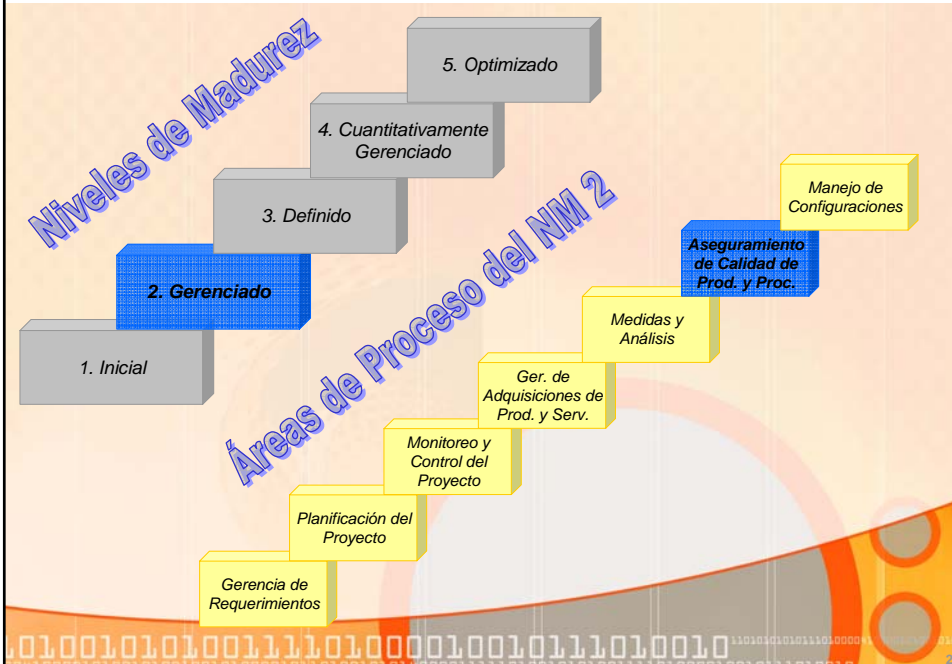 Niveles de Madurez
5. Optimizado
4. Cuantitativamente
Gerenciado
3. Definido
2. Gerenciado
1. Inicial
Áreas de Proceso del NM 2
Manejo de
Configuraciones
Aseguramiento
de Calidad de
Prod. y Proc.
Medidas y
Análisis
Ger. de
Adquisiciones de
Prod. y Serv.
Monitoreo y
Control del
Proyecto
Planificación del
Proyecto
Gerencia de
Requerimientos